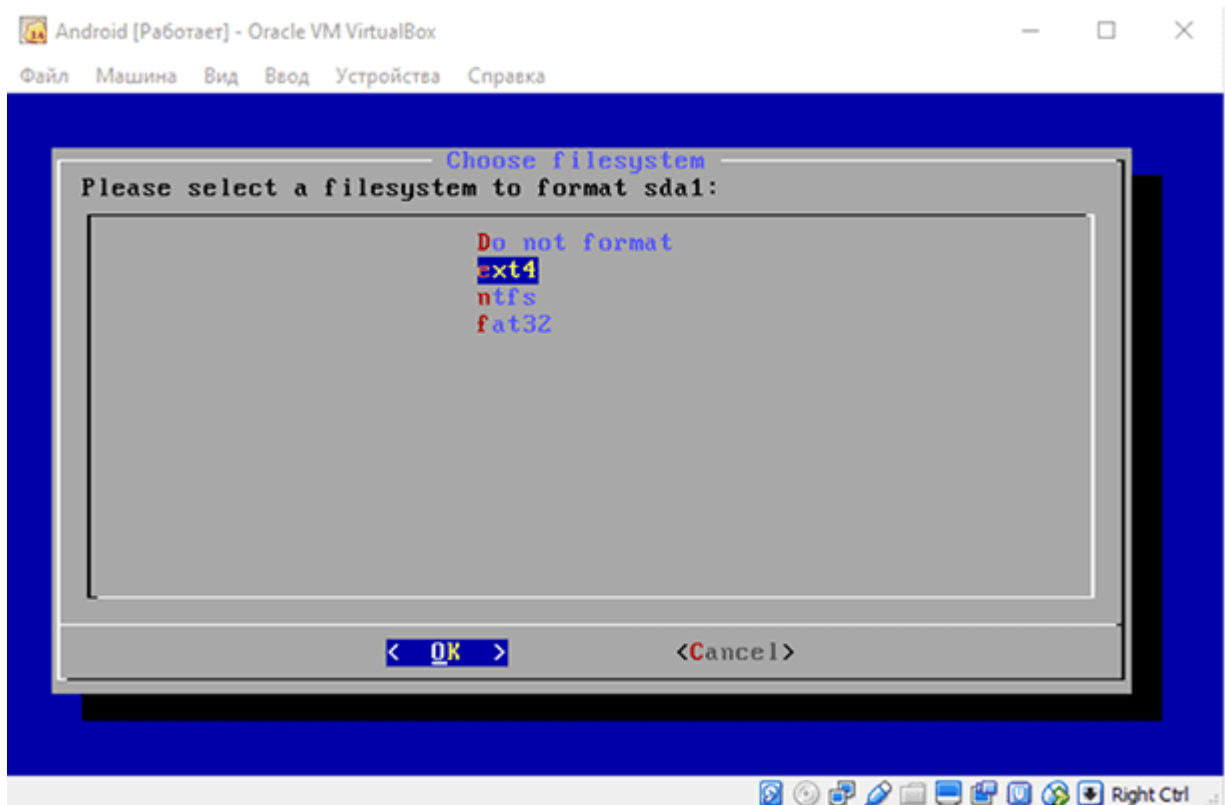 Android [Работает] - Oracle VM VirtualBox
Файл Машина Вид Ввод Устройства Справка
Choose filesystem
Please select a filesystem to format sda1:
Do not format
ext4
ntfs
fat32
< OK > <Cancel>
Right Ctrl